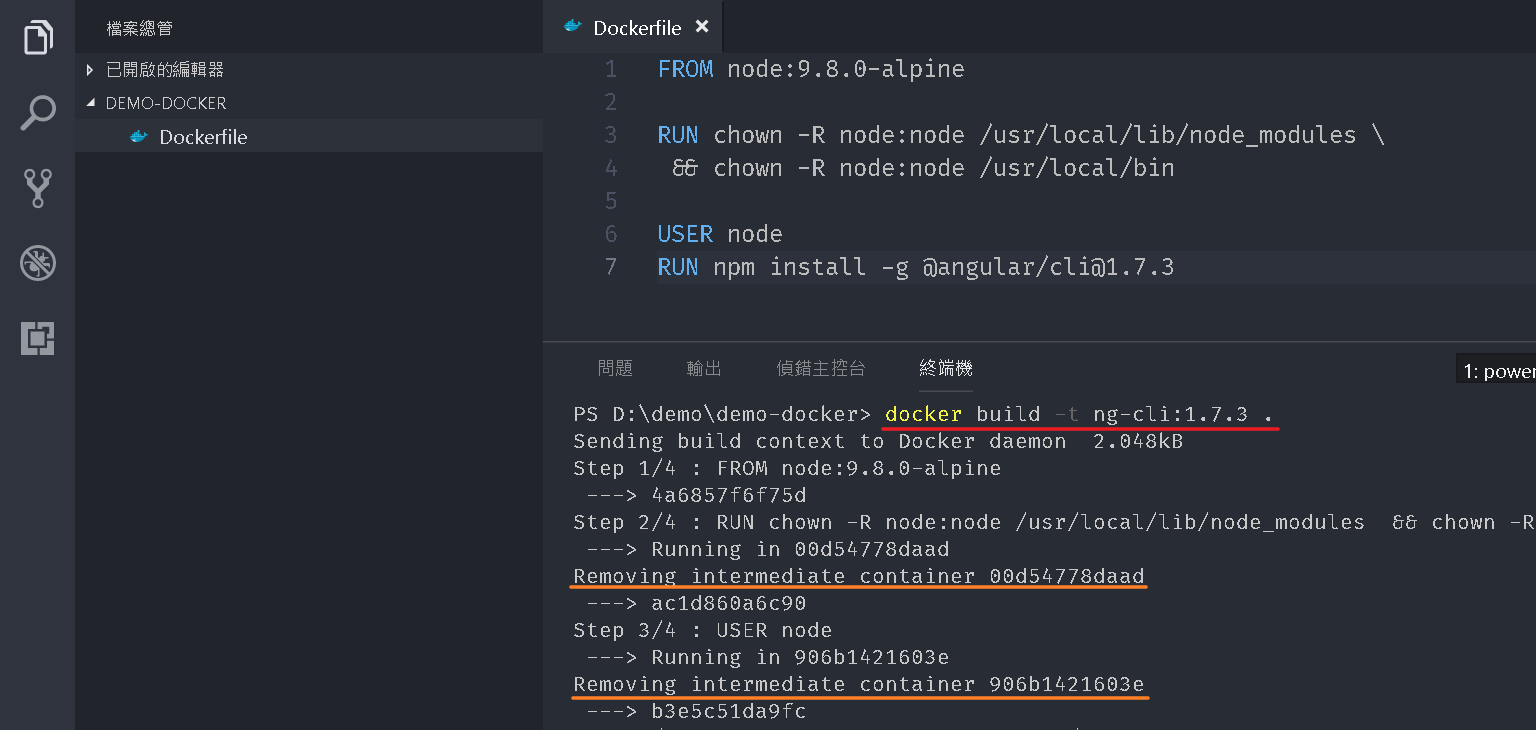 檔案總管
已開啟的編輯器
DEMO-DOCKER
Dockerfile
Dockerfile ×
1 FROM node:9.8.0-alpine
2
3 RUN chown -R node:node /usr/local/lib/node_modules \
4 && chown -R node:node /usr/local/bin
5
6 USER node
7 RUN npm install -g @angular/cli@1.7.3
問題 輸出 偵錯主控台 終端機 1: power
PS D:\demo\demo-docker> docker build -t ng-cli:1.7.3 .
Sending build context to Docker daemon  2.048kB
Step 1/4 : FROM node:9.8.0-alpine
 ---> 4a6857f6f75d
Step 2/4 : RUN chown -R node:node /usr/local/lib/node_modules  && chown -R
 ---> Running in 00d54778daad
Removing intermediate container 00d54778daad
 ---> ac1d860a6c90
Step 3/4 : USER node
 ---> Running in 906b1421603e
Removing intermediate container 906b1421603e
 ---> b3e5c51da9fc